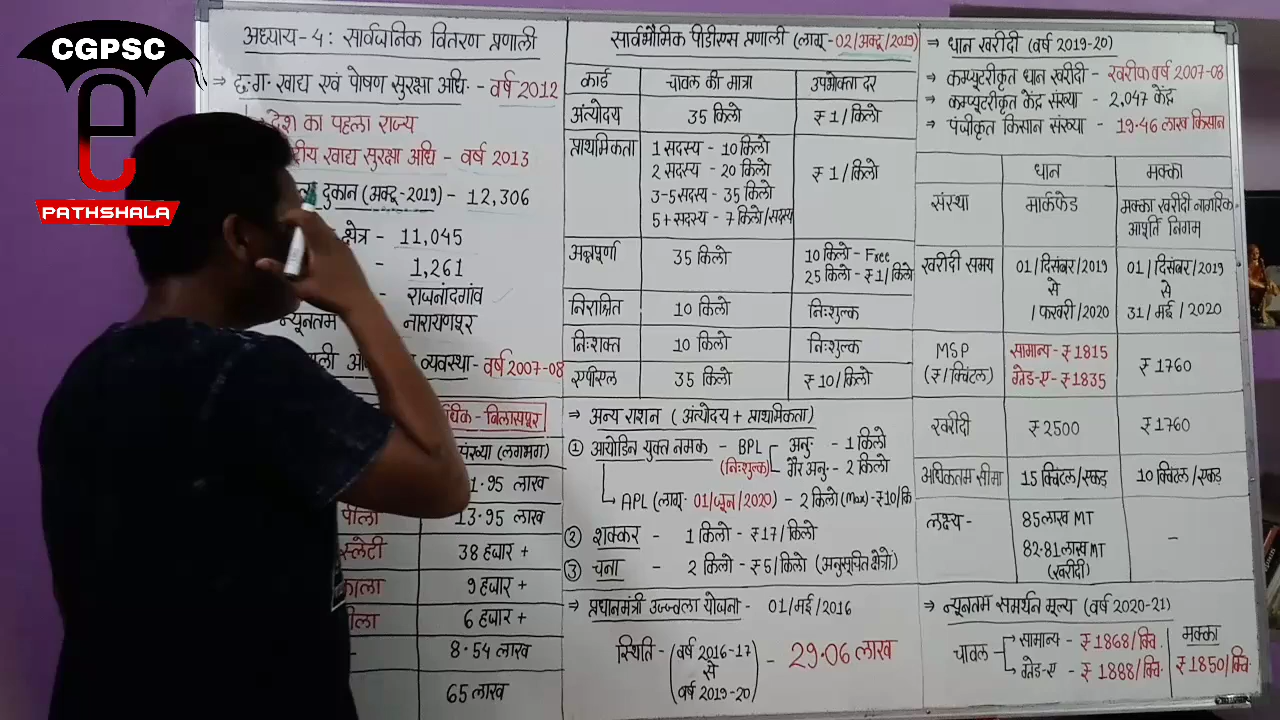 CGPSC
PATHSHALA
अध्याय-4: सार्वजनिक वितरण प्रणाली
⇒ छ.ग. खाद्य एवं पोषण सुरक्षा अधि. - वर्ष 2012
देश का पहला राज्य
खाद्य सुरक्षा अधि - वर्ष 2013
दुकान (अक्टू-2019) - 12,306
क्षेत्र - 11,045
- 1,261
- राजनांदगांव
न्यूनतम नारायणपुर
व्यवस्था- वर्ष 2007-08
बिलासपुर
संख्या (लगभग)
1.95 लाख
पीला 13.95 लाख
स्लेटी 38 हजार +
काला 9 हजार +
6 हजार +
- 8.54 लाख
65 लाख
सार्वभौमिक पीडीएस प्रणाली (लागू-02/अक्टू/2019)
कार्ड चावल की मात्रा उपभोक्ता दर
अंत्योदय 35 किलो ₹ 1/किलो
प्राथमिकता 1 सदस्य - 10 किलो
2 सदस्य - 20 किलो ₹ 1/किलो
3-5 सदस्य - 35 किलो
5+ सदस्य - 7 किलो/सदस्य
अन्नपूर्णा 35 किलो 10 किलो - Free
25 किलो - ₹1/किलो
निराश्रित 10 किलो निःशुल्क
निःशक्त 10 किलो निःशुल्क
एपीएल 35 किलो ₹10/किलो
⇒ अन्य राशन (अंत्योदय + प्राथमिकता)
① आयोडिन युक्त नमक - BPL अनु. - 1 किलो
(निःशुल्क) गैर अनु. - 2 किलो
APL (लागू- 01/जून/2020) - 2 किलो (Max) - ₹10/कि
② शक्कर - 1 किलो - ₹17/किलो
③ चना - 2 किलो - ₹5/किलो (अनुसूचित क्षेत्रो)
⇒ प्रधानमंत्री उज्ज्वला योजना - 01/मई/2016
स्थिति - (वर्ष 2016-17 से वर्ष 2019-20) - 29.06 लाख
⇒ धान खरीदी (वर्ष 2019-20)
⇒ कम्प्यूटरीकृत धान खरीदी - खरीफ वर्ष 2007-08
⇒ कम्प्यूटरीकृत केंद्र संख्या - 2,047 केंद्र
⇒ पंजीकृत किसान संख्या - 19.46 लाख किसान
धान मक्का
संस्था मार्कफेड मक्का खरीदी नागरिक आपूर्ति निगम
खरीदी समय 01/दिसंबर/2019 01/दिसंबर/2019
से से
1 फरवरी/2020 31/मई/2020
MSP सामान्य - ₹1815 ₹1760
(₹/क्विंटल) ग्रेड-ए - ₹1835
खरीदी ₹2500 ₹1760
अधिकतम सीमा 15 क्विंटल/एकड़ 10 क्विंटल/एकड़
लक्ष्य - 85 लाख MT -
82.81 लाख MT
(खरीदी)
⇒ न्यूनतम समर्थन मूल्य (वर्ष 2020-21)
चावल सामान्य - ₹1868/क्वि. मक्का
ग्रेड-ए - ₹1888/क्वि. ₹1850/क्वि.